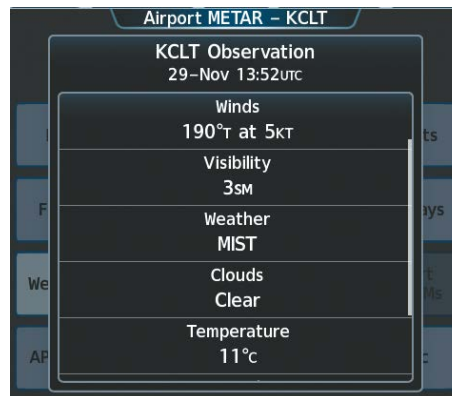 Airport METAR – KCLT
KCLT Observation
29–Nov 13:52UTC
Winds
190°T at 5KT
Visibility
3SM
Weather
MIST
Clouds
Clear
Temperature
11°C